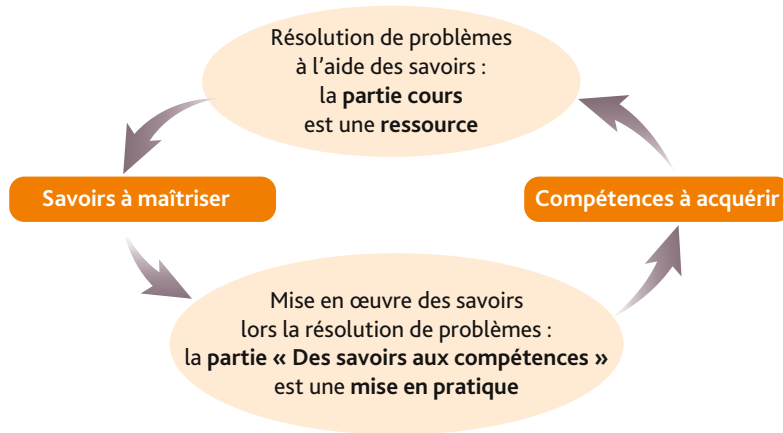 Résolution de problèmes
à l'aide des savoirs :
la partie cours
est une ressource
Savoirs à maîtriser
Compétences à acquérir
Mise en œuvre des savoirs
lors la résolution de problèmes :
la partie « Des savoirs aux compétences »
est une mise en pratique